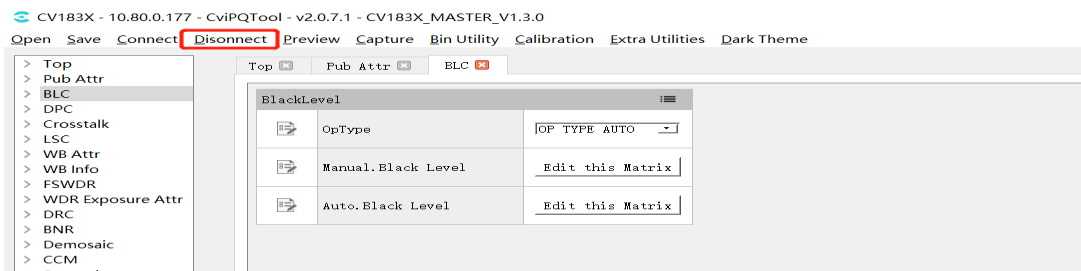 CV183X - 10.80.0.177 - CviPQTool - v2.0.7.1 - CV183X_MASTER_V1.3.0
Open Save Connect Disonnect Preview Capture Bin Utility Calibration Extra Utilities Dark Theme
Top
Pub Attr
BLC
DPC
Crosstalk
LSC
WB Attr
WB Info
FSWDR
WDR Exposure Attr
DRC
BNR
Demosaic
CCM
Top Pub Attr BLC
BlackLevel
OpType OP TYPE AUTO
Manual.Black Level Edit this Matrix
Auto.Black Level Edit this Matrix